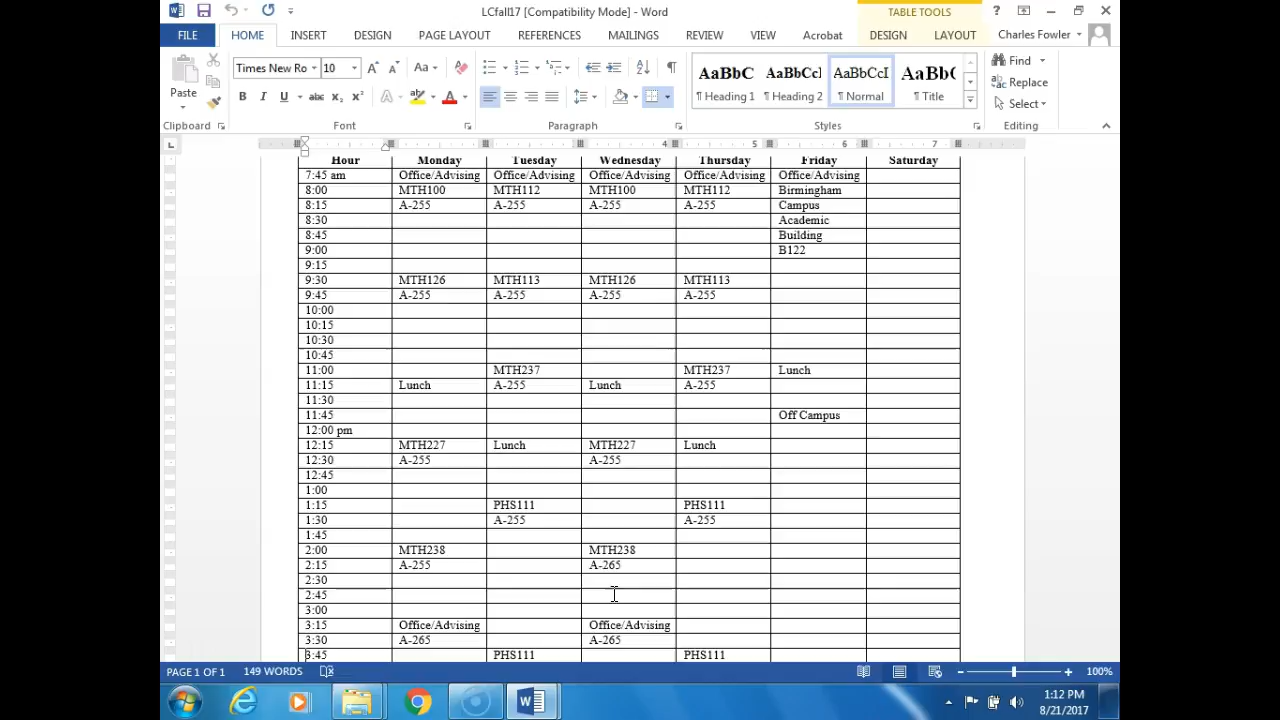 LCfall17 [Compatibility Mode] - Word
TABLE TOOLS
FILE HOME INSERT DESIGN PAGE LAYOUT REFERENCES MAILINGS REVIEW VIEW Acrobat DESIGN LAYOUT Charles Fowler
Times New Ro 10 Aa
AaBbC AaBbCcI AaBbCcI AaBb(
Find
Replace
Select
Paste
B I U abc x₂ x² A A
¶ Heading 1 ¶ Heading 2 ¶ Normal ¶ Title
Clipboard Font Paragraph Styles Editing
4 5 6 7
Hour Monday Tuesday Wednesday Thursday Friday Saturday
7:45 am Office/Advising Office/Advising Office/Advising Office/Advising Office/Advising
8:00 MTH100 MTH112 MTH100 MTH112 Birmingham
8:15 A-255 A-255 A-255 A-255 Campus
8:30 Academic
8:45 Building
9:00 B122
9:15
9:30 MTH126 MTH113 MTH126 MTH113
9:45 A-255 A-255 A-255 A-255
10:00
10:15
10:30
10:45
11:00 MTH237 MTH237 Lunch
11:15 Lunch A-255 Lunch A-255
11:30
11:45 Off Campus
12:00 pm
12:15 MTH227 Lunch MTH227 Lunch
12:30 A-255 A-255
12:45
1:00
1:15 PHS111 PHS111
1:30 A-255 A-255
1:45
2:00 MTH238 MTH238
2:15 A-255 A-265
2:30
2:45
3:00
3:15 Office/Advising Office/Advising
3:30 A-265 A-265
3:45 PHS111 PHS111
PAGE 1 OF 1 149 WORDS 100%
1:12 PM
8/21/2017